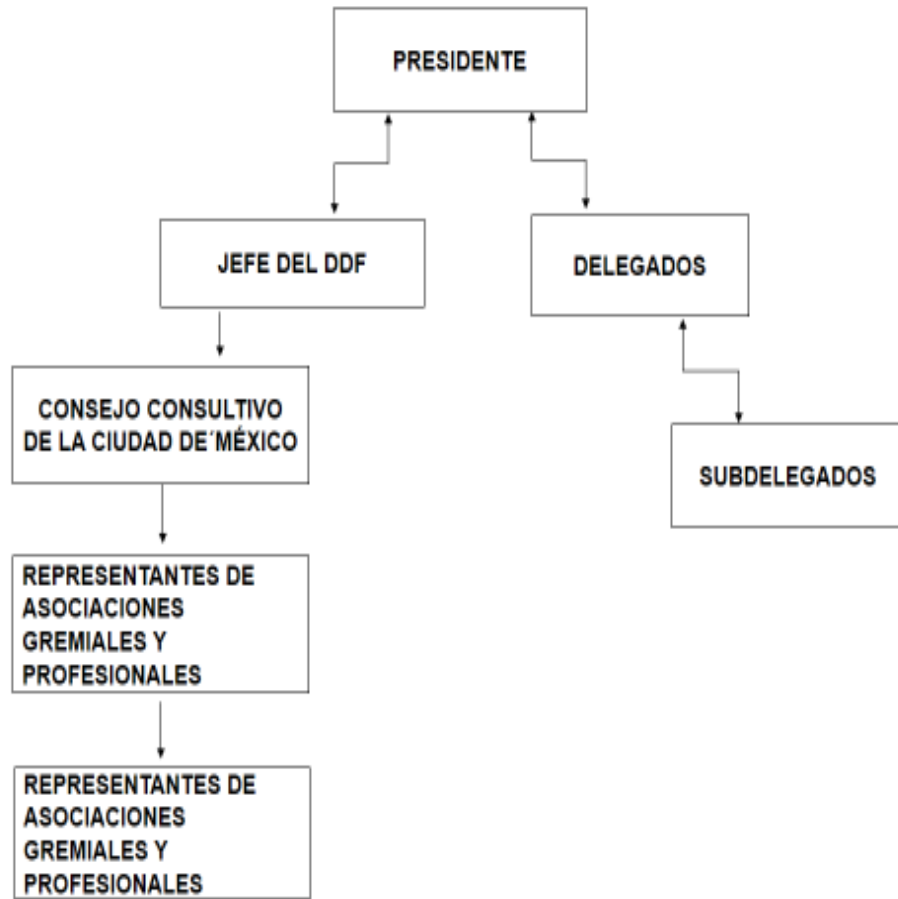 PRESIDENTE
JEFE DEL DDF
DELEGADOS
CONSEJO CONSULTIVO
DE LA CIUDAD DE´MÉXICO
SUBDELEGADOS
REPRESENTANTES DE
ASOCIACIONES
GREMIALES Y
PROFESIONALES
REPRESENTANTES DE
ASOCIACIONES
GREMIALES Y
PROFESIONALES